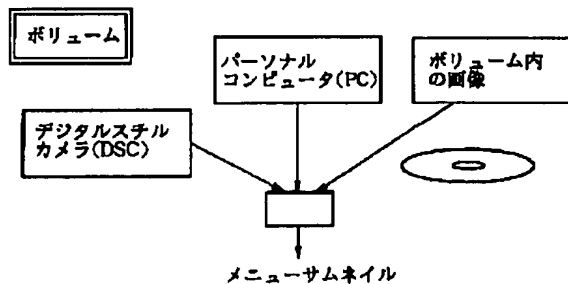 ボリューム
パーソナル
コンピュータ(PC)
ボリューム内
の画像
デジタルスチル
カメラ(DSC)
メニューサムネイル